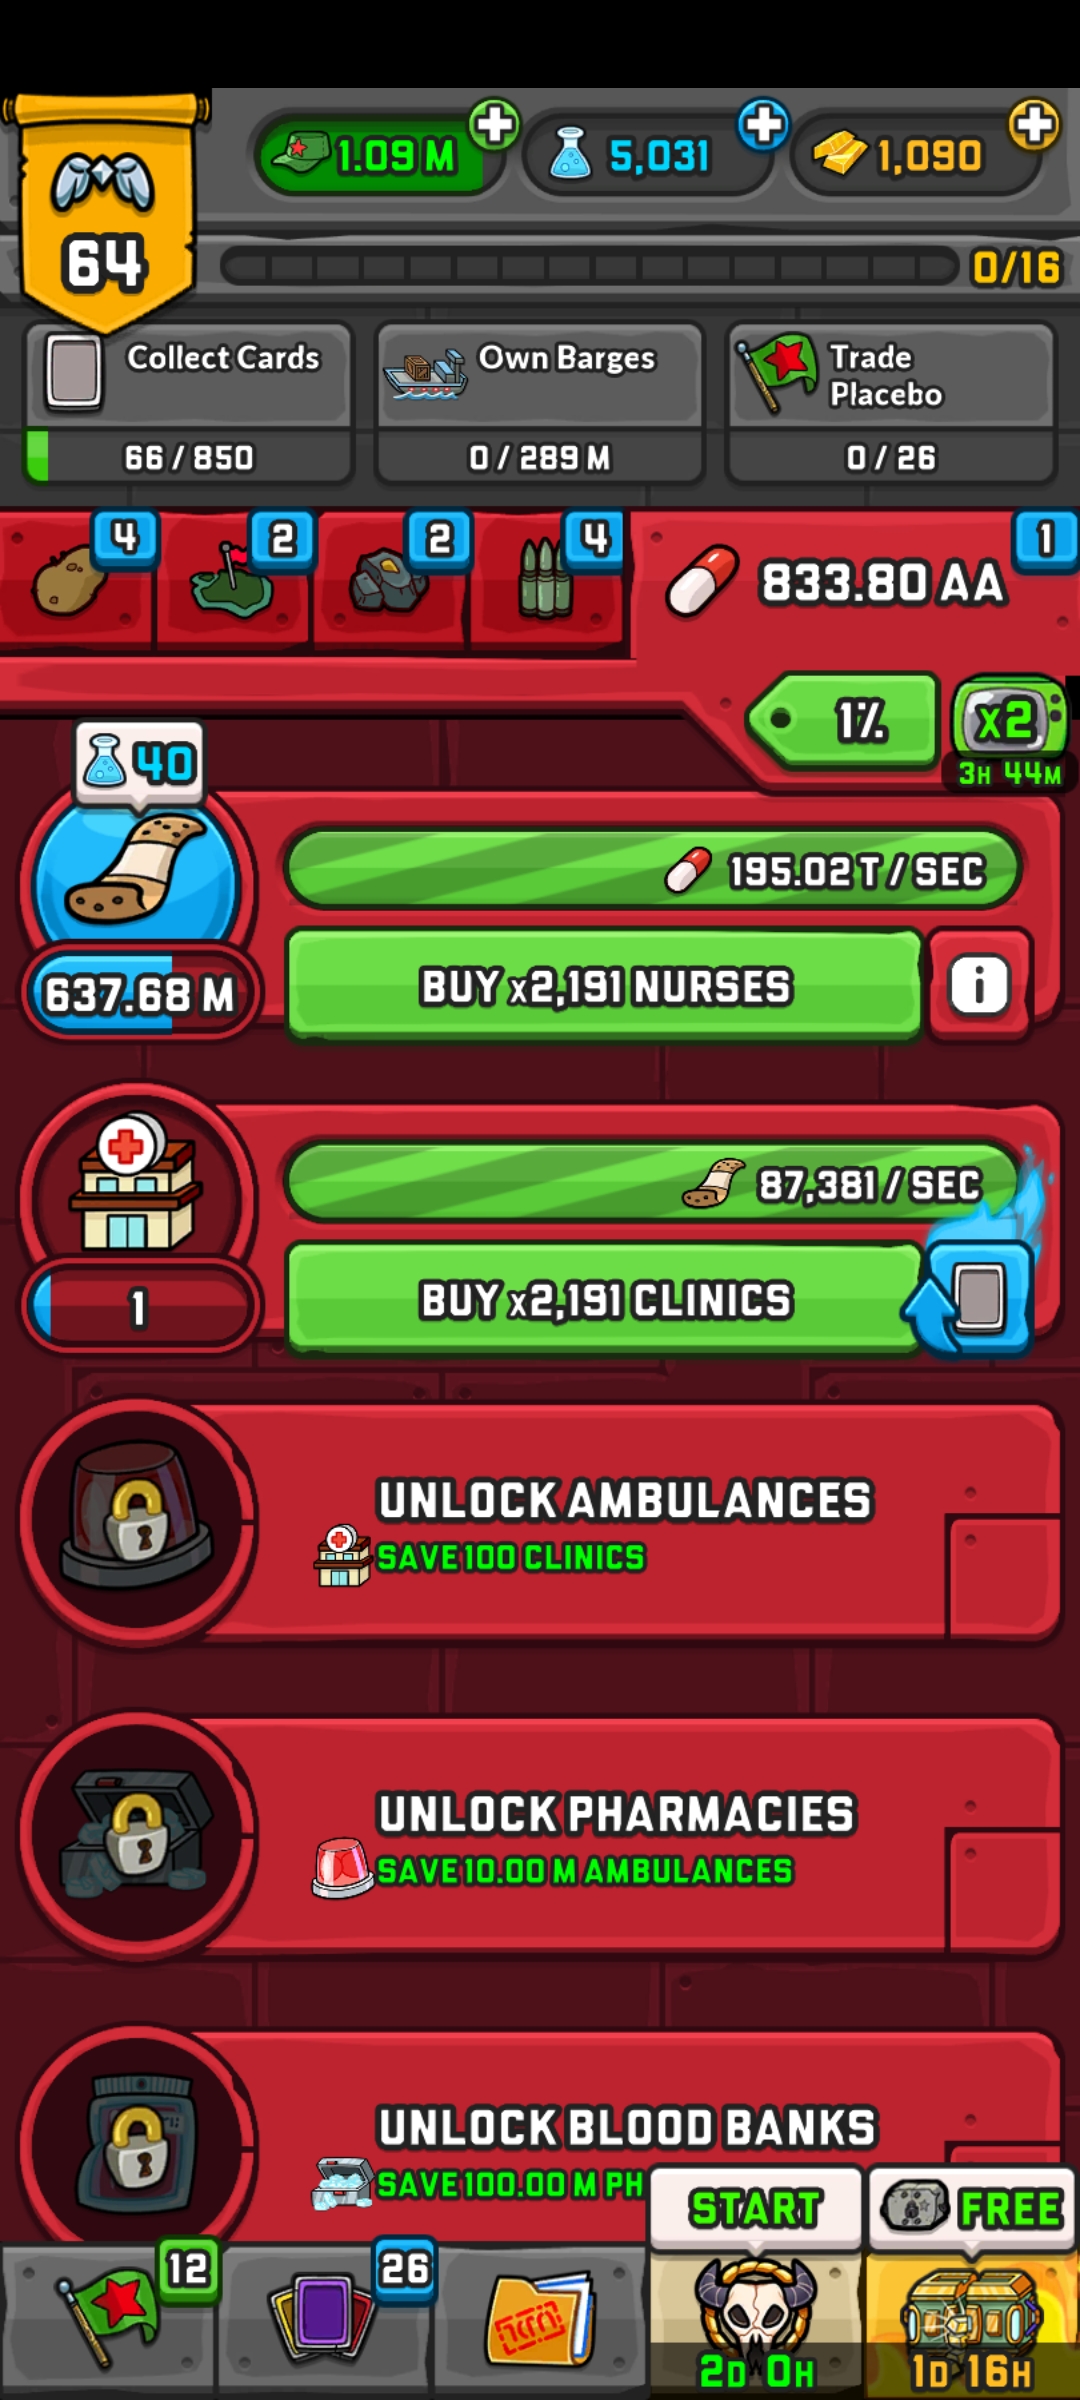 64
1.09 M
5,031
1,090
0/16
Collect Cards
66 / 850
Own Barges
0 / 289 M
Trade
Placebo
0 / 26
4
2
2
4
833.80 AA
1
1%
x2
3H 44M
40
195.02 T / SEC
637.68 M
BUY x2,191 NURSES
i
87,381 / SEC
1
BUY x2,191 CLINICS
UNLOCK AMBULANCES
SAVE 100 CLINICS
UNLOCK PHARMACIES
SAVE 10.00 M AMBULANCES
UNLOCK BLOOD BANKS
SAVE 100.00 M PH
START
FREE
12
26
2D 0H
1D 16H